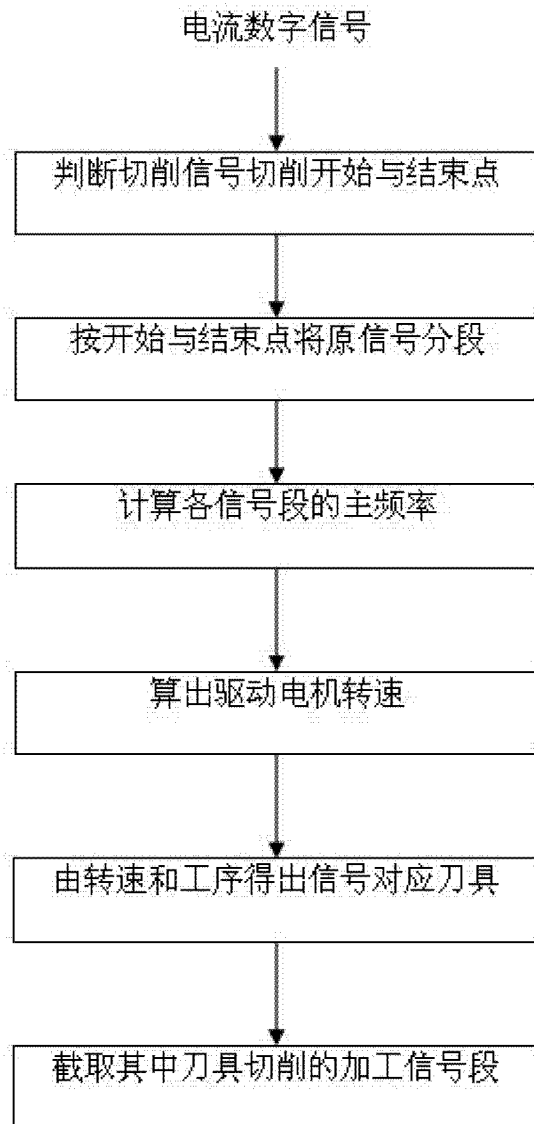 电流数字信号
判断切削信号切削开始与结束点
按开始与结束点将原信号分段
计算各信号段的主频率
算出驱动电机转速
由转速和工序得出信号对应刀具
截取其中刀具切削的加工信号段